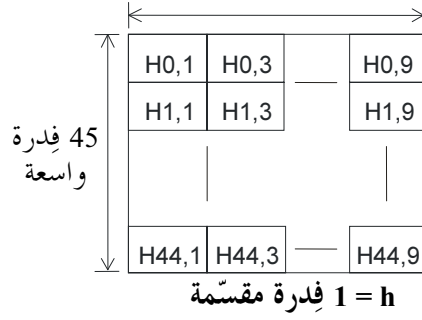 H0,1 H0,3 H0,9
H1,1 H1,3 H1,9
45 فِدرة
واسعة
H44,1 H44,3 H44,9
1 = h فِدرة مقسّمة